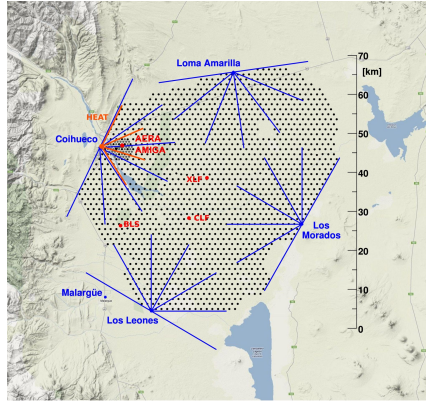 Loma Amarilla
70
[km]
60
HEAT
50
Coihueco
AERA
AMIGA
40
XLF
30
CLF
BLS
Los
Morados
20
Malargüe
10
Los Leones
0